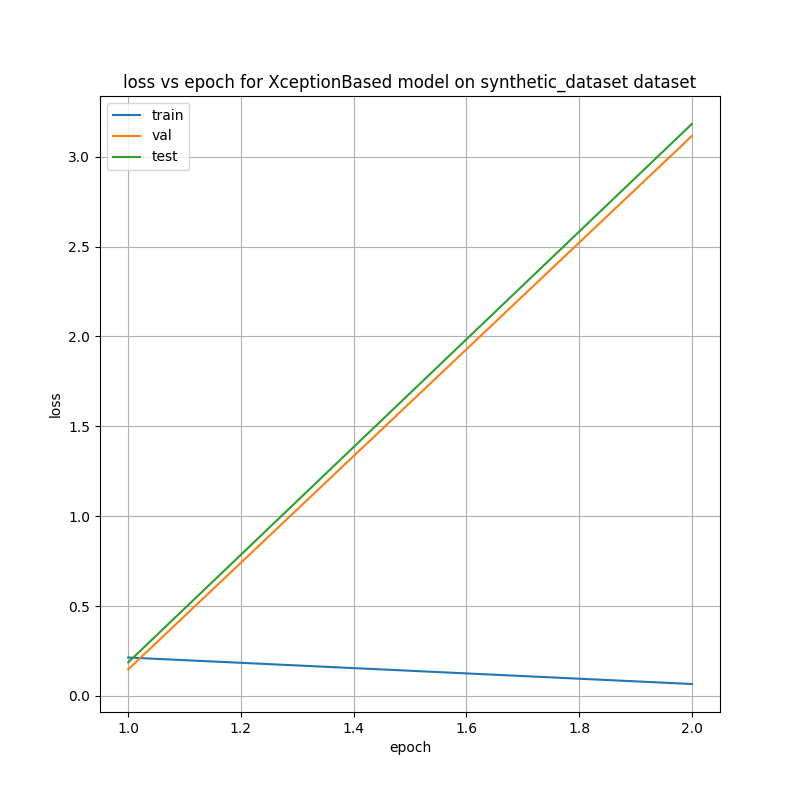 loss vs epoch for XceptionBased model on synthetic_dataset dataset
train
val
test
3.0
2.5
2.0
1.5
1.0
0.5
0.0
loss
1.0 1.2 1.4 1.6 1.8 2.0
epoch